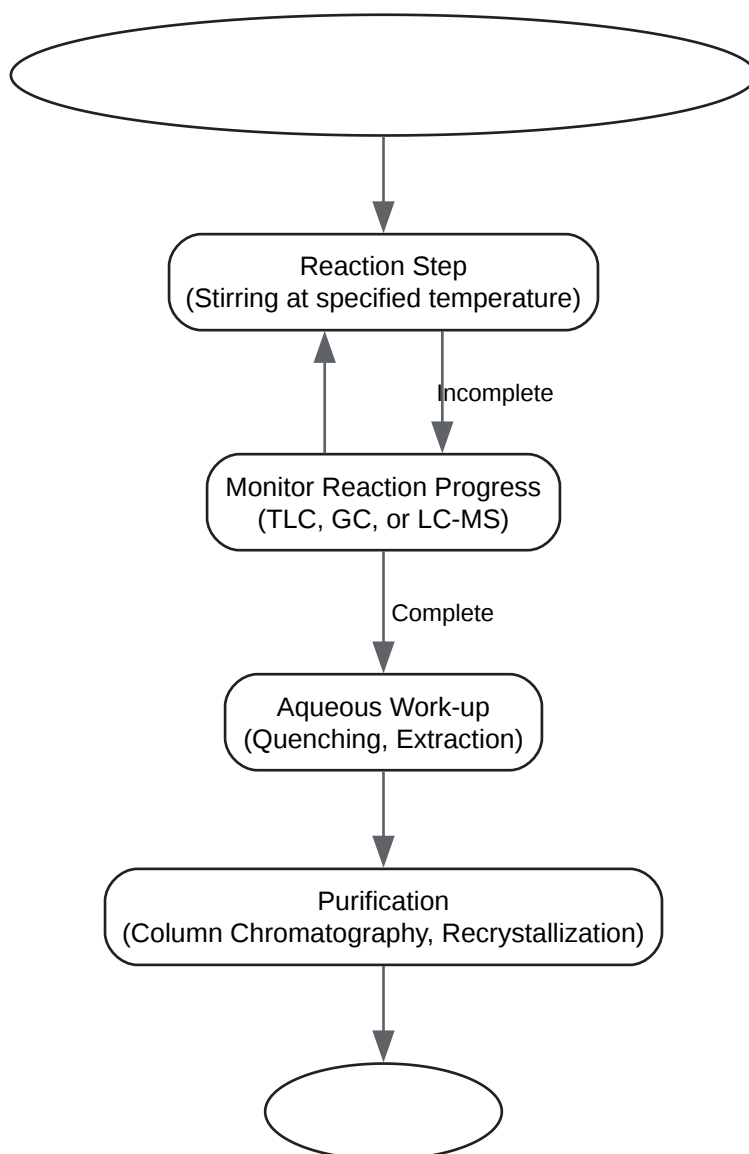 Reaction Step
(Stirring at specified temperature)
Incomplete
Monitor Reaction Progress
(TLC, GC, or LC-MS)
Complete
Aqueous Work-up
(Quenching, Extraction)
Purification
(Column Chromatography, Recrystallization)